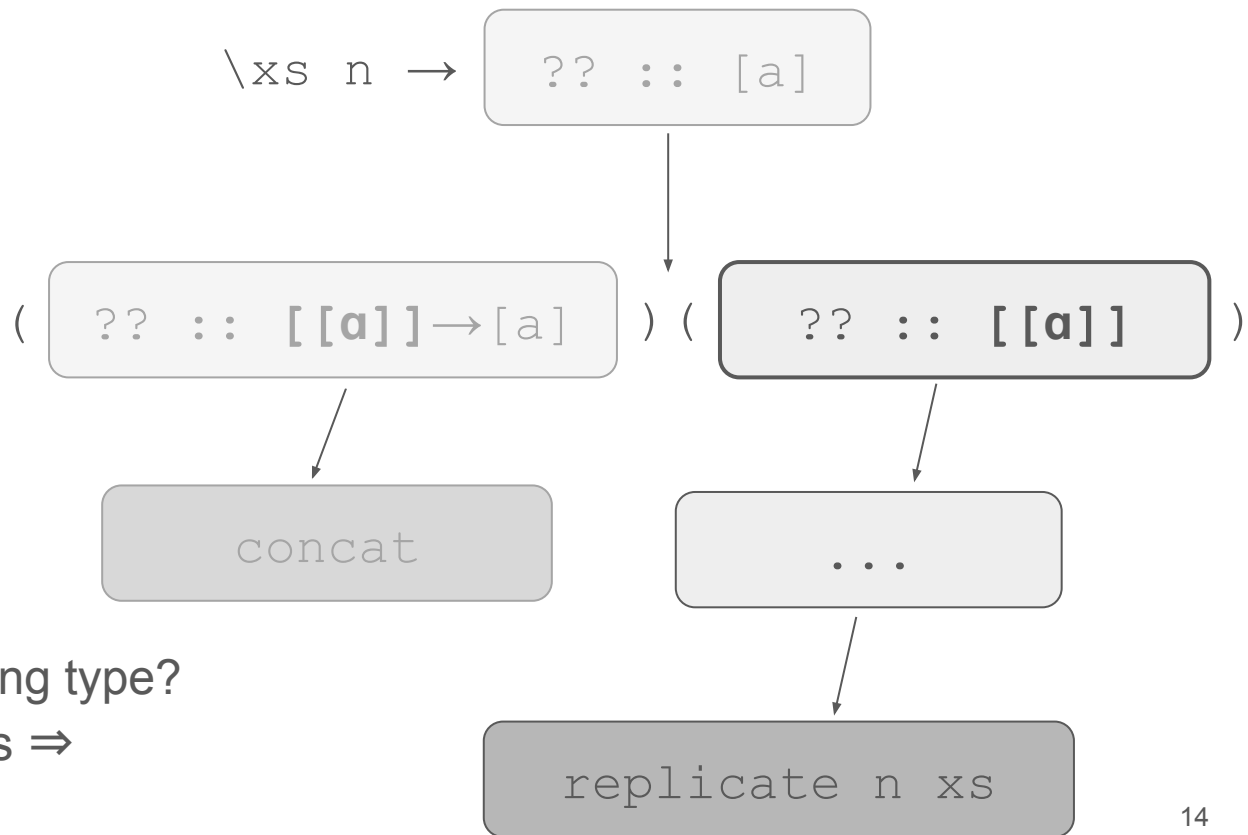 \xs n → ?? :: [a]
( ?? :: [[a]]→[a] ) ( ?? :: [[a]] )
concat
...
ng type?
s ⇒
replicate n xs
14